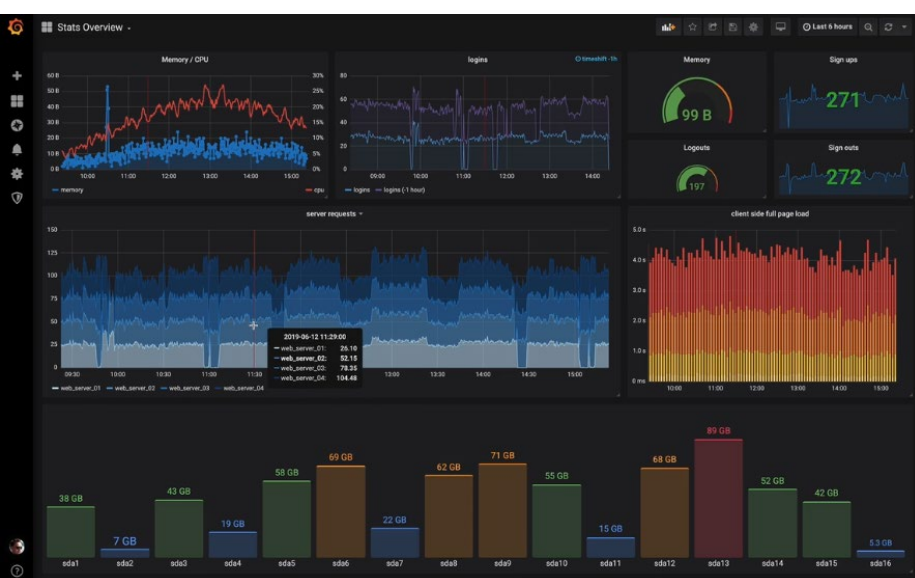 Stats Overview
Last 6 hours
Memory / CPU
60 B
50 B
40 B
30 B
20 B
10 B
0 B
30%
25%
20%
15%
10%
5%
0%
10:00 11:00 12:00 13:00 14:00 15:00
memory
cpu
logins
timeshift -1h
80
60
40
20
0
09:00 10:00 11:00 12:00 13:00 14:00
logins logins (-1 hour)
Memory
99 B
Sign ups
271
Logouts
197
Sign outs
272
server requests
150
125
100
75
50
25
0
09:30 10:00 10:30 11:00 11:30 13:00 13:30 14:00 14:30 15:00
web_server_01 web_server_02 web_server_03 web_server_04
2019-06-12 11:29:00
web_server_01: 26.10
web_server_02: 52.15
web_server_03: 78.35
web_server_04: 104.48
client side full page load
5.0 s
4.0 s
3.0 s
2.0 s
1.0 s
0 ms
10:00 11:00 12:00 13:00 14:00 15:00
38 GB
7 GB
43 GB
19 GB
58 GB
69 GB
22 GB
62 GB
71 GB
55 GB
15 GB
68 GB
89 GB
52 GB
42 GB
5.3 GB
sda1 sda2 sda3 sda4 sda5 sda6 sda7 sda8 sda9 sda10 sda11 sda12 sda13 sda14 sda15 sda16